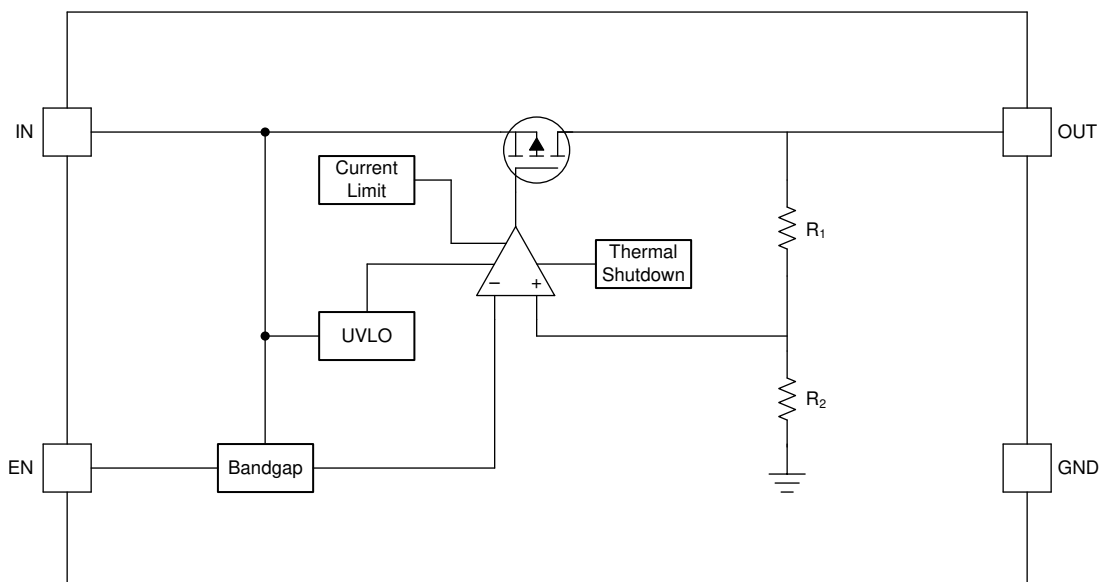 IN
OUT
Current
Limit
R₁
Thermal
Shutdown
− +
UVLO
R₂
EN
Bandgap
GND